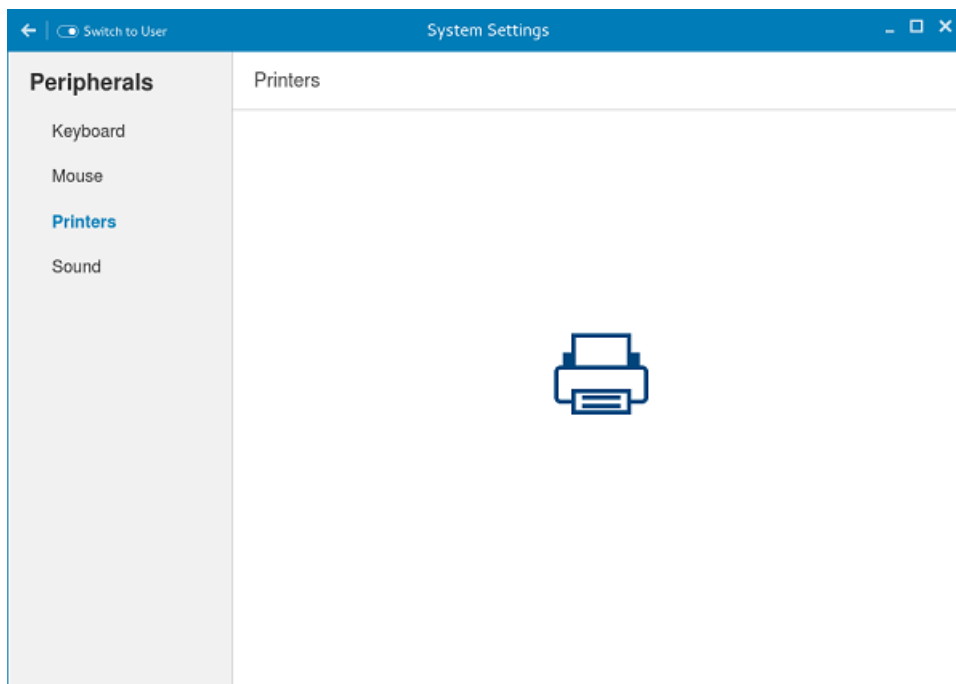 Switch to User
System Settings
Peripherals
Keyboard
Mouse
Printers
Sound
Printers